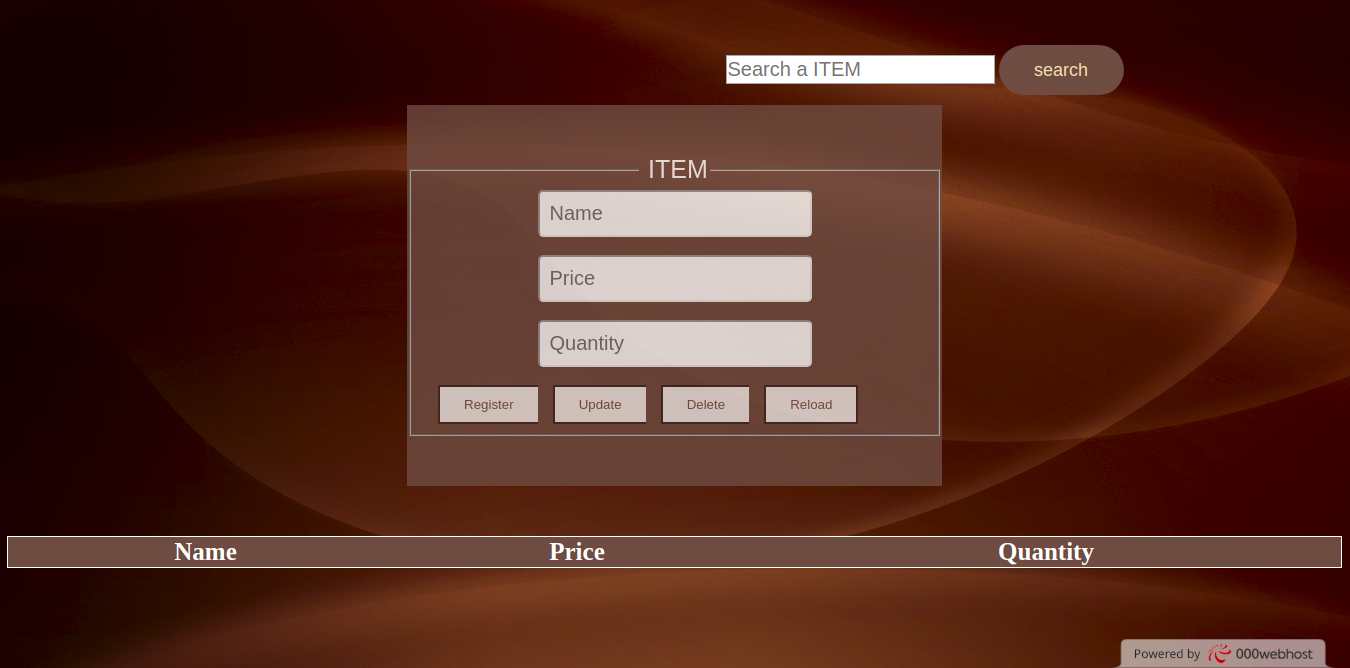 Search a ITEM search
ITEM
Name
Price
Quantity
Register Update Delete Reload
Name Price Quantity
Powered by 000webhost